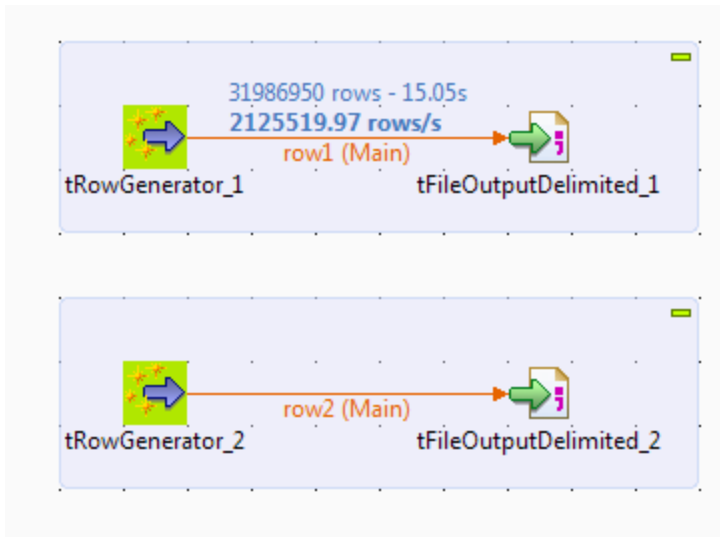 31986950 rows - 15.05s
2125519.97 rows/s
row1 (Main)
tRowGenerator_1
tFileOutputDelimited_1
row2 (Main)
tRowGenerator_2
tFileOutputDelimited_2